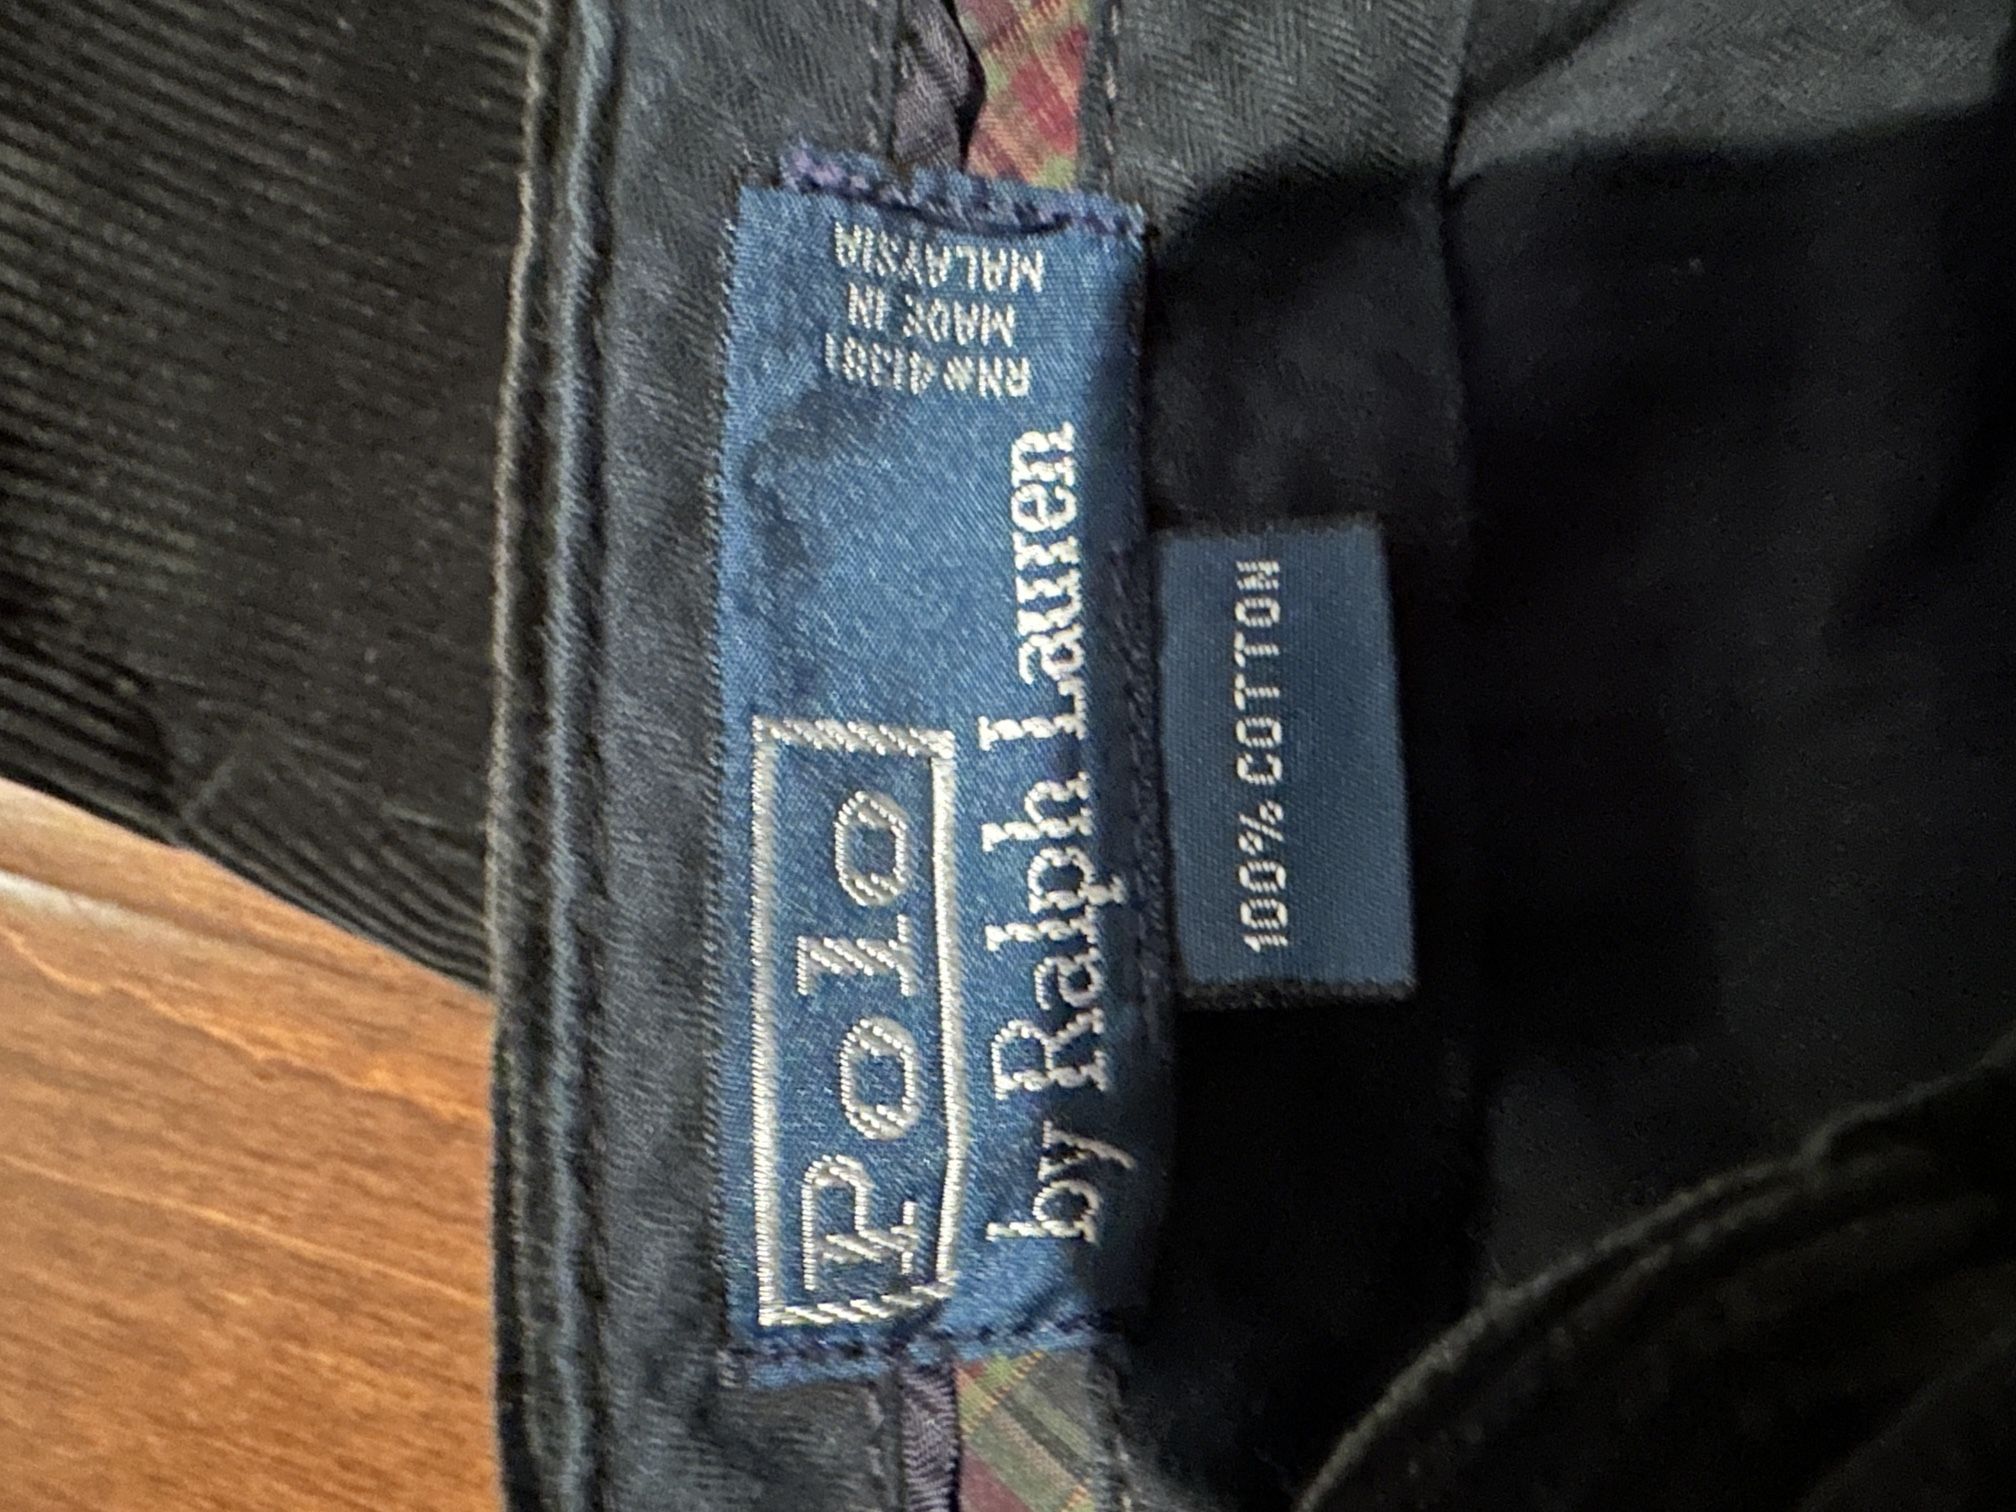 Polo
by Ralph Lauren
RN# 41381
MADE IN
MALAYSIA
100% COTTON